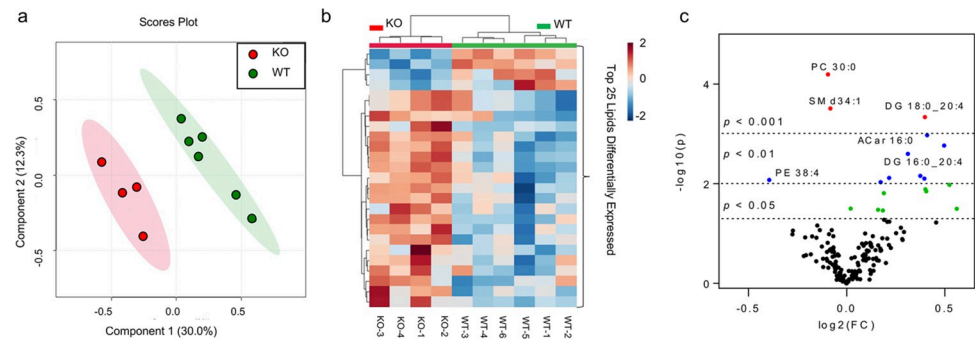 a
Scores Plot
KO
WT
0.5
0.0
-0.5
Component 2 (12.3%)
-0.5
0.0
0.5
Component 1 (30.0%)
b
KO
WT
2
1
0
-1
-2
Top 25 Lipids Differentially Expressed
KO-3
KO-4
KO-1
KO-2
WT-3
WT-4
WT-6
WT-5
WT-1
WT-2
c
PC 30:0
SM d34:1
DG 18:0_20:4
p < 0.001
ACar 16:0
p < 0.01
DG 16:0_20:4
PE 38:4
p < 0.05
4
2
0
-log10(p)
-0.5
0.0
0.5
log2(FC)